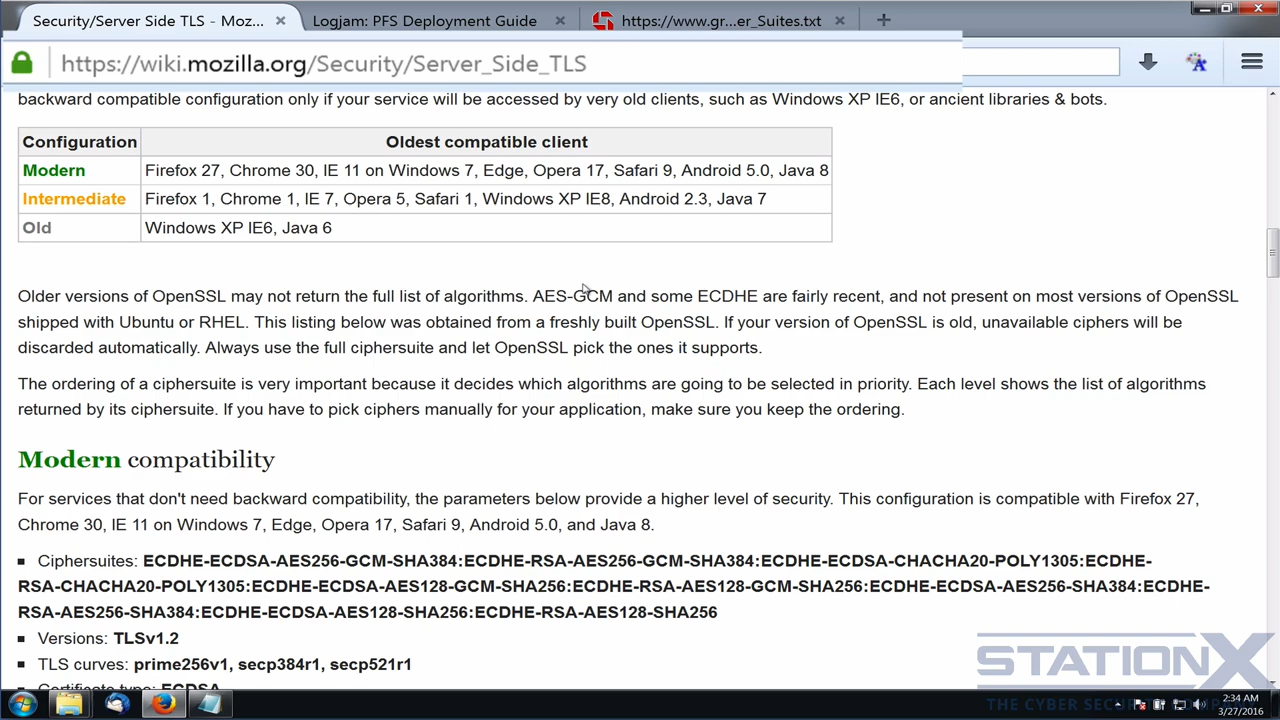 Security/Server Side TLS - Moz...
Logjam: PFS Deployment Guide
https://www.gr...er_Suites.txt
https://wiki.mozilla.org/Security/Server_Side_TLS
backward compatible configuration only if your service will be accessed by very old clients, such as Windows XP IE6, or ancient libraries & bots.
Configuration Oldest compatible client
Modern Firefox 27, Chrome 30, IE 11 on Windows 7, Edge, Opera 17, Safari 9, Android 5.0, Java 8
Intermediate Firefox 1, Chrome 1, IE 7, Opera 5, Safari 1, Windows XP IE8, Android 2.3, Java 7
Old Windows XP IE6, Java 6
Older versions of OpenSSL may not return the full list of algorithms. AES-GCM and some ECDHE are fairly recent, and not present on most versions of OpenSSL
shipped with Ubuntu or RHEL. This listing below was obtained from a freshly built OpenSSL. If your version of OpenSSL is old, unavailable ciphers will be
discarded automatically. Always use the full ciphersuite and let OpenSSL pick the ones it supports.
The ordering of a ciphersuite is very important because it decides which algorithms are going to be selected in priority. Each level shows the list of algorithms
returned by its ciphersuite. If you have to pick ciphers manually for your application, make sure you keep the ordering.
Modern compatibility
For services that don't need backward compatibility, the parameters below provide a higher level of security. This configuration is compatible with Firefox 27,
Chrome 30, IE 11 on Windows 7, Edge, Opera 17, Safari 9, Android 5.0, and Java 8.
Ciphersuites: ECDHE-ECDSA-AES256-GCM-SHA384:ECDHE-RSA-AES256-GCM-SHA384:ECDHE-ECDSA-CHACHA20-POLY1305:ECDHE-
RSA-CHACHA20-POLY1305:ECDHE-ECDSA-AES128-GCM-SHA256:ECDHE-RSA-AES128-GCM-SHA256:ECDHE-ECDSA-AES256-SHA384:ECDHE-
RSA-AES256-SHA384:ECDHE-ECDSA-AES128-SHA256:ECDHE-RSA-AES128-SHA256
Versions: TLSv1.2
TLS curves: prime256v1, secp384r1, secp521r1
Certificate type: ECDSA
STATIONX
THE CYBER SECURITY COMPANY
2:34 AM
3/27/2016